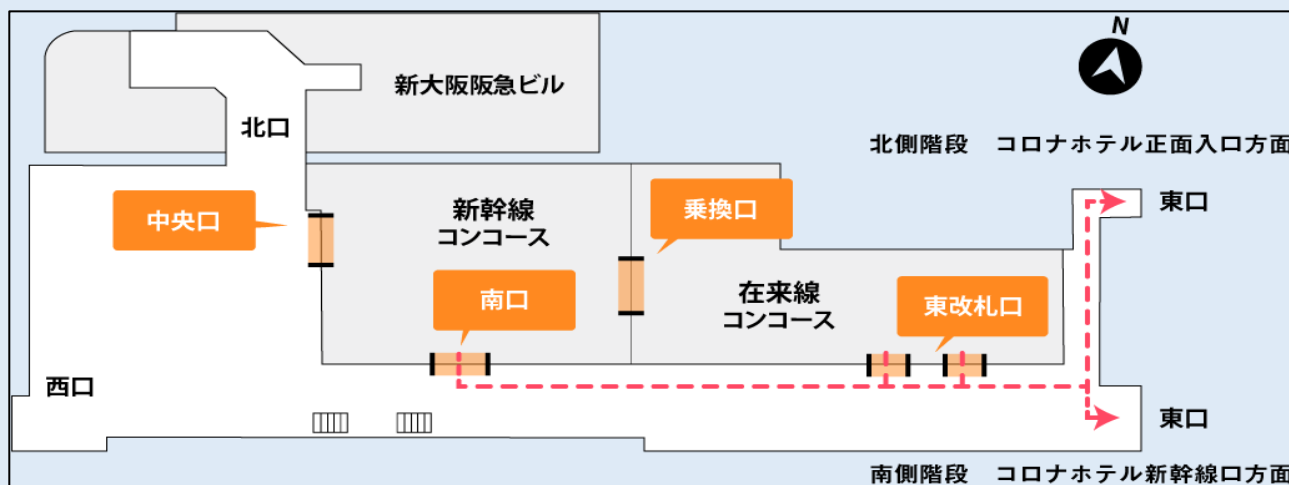 N
新大阪阪急ビル
北口
北側階段　コロナホテル正面入口方面
中央口
新幹線
コンコース
乗換口
東口
南口
在来線
コンコース
東改札口
西口
東口
南側階段　コロナホテル新幹線口方面